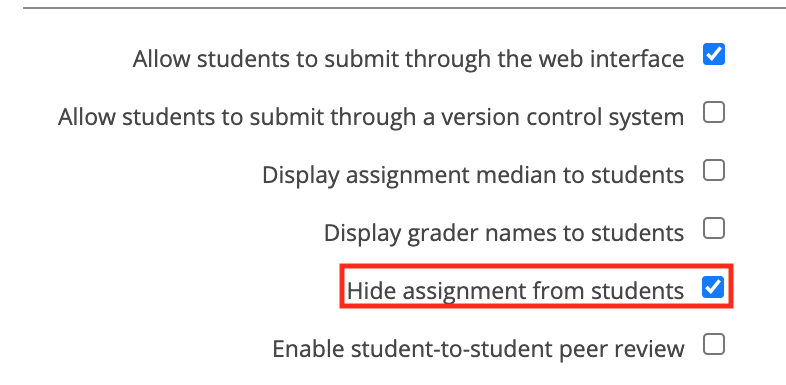 Allow students to submit through the web interface
Allow students to submit through a version control system
Display assignment median to students
Display grader names to students
Hide assignment from students
Enable student-to-student peer review